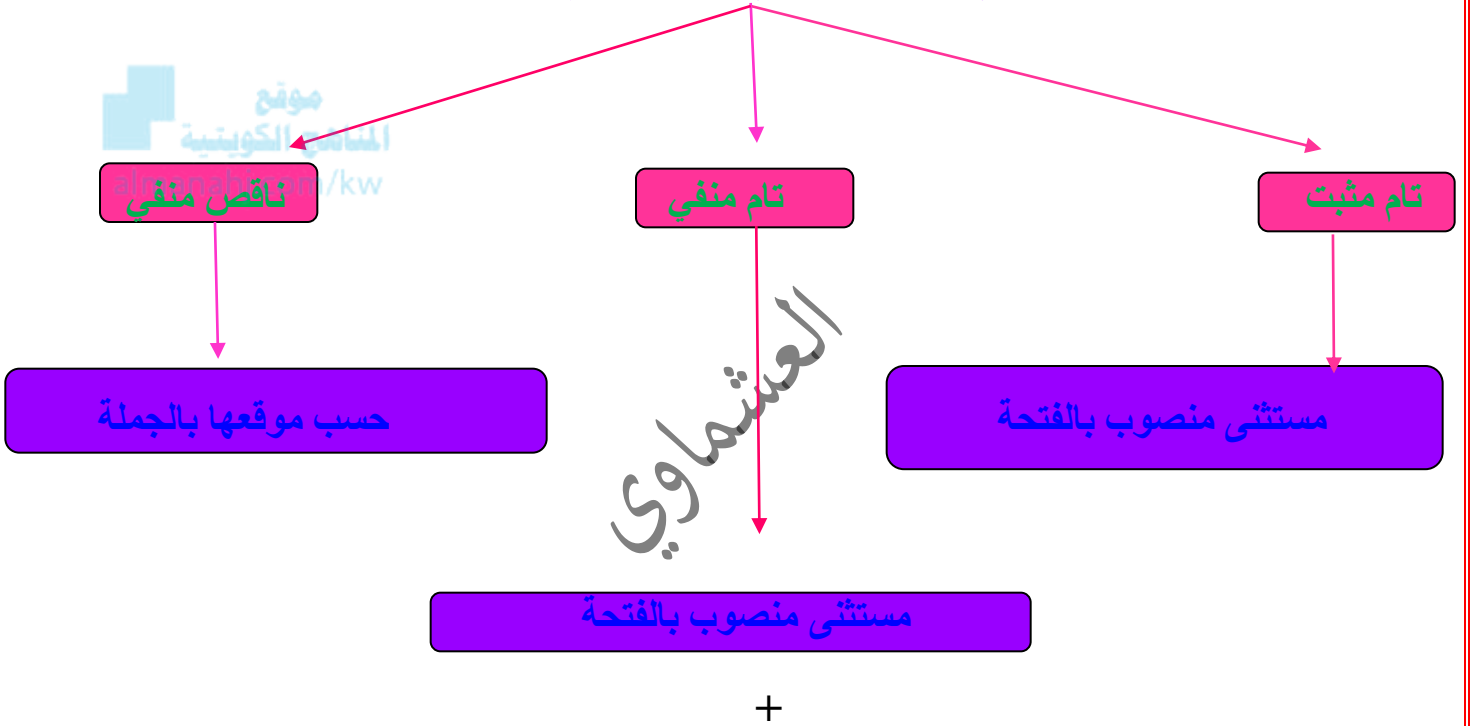 موقع
المناهج الكويتية
almanahj.com/kw
تام مثبت
تام منفي
ناقص منفي
مستثنى منصوب بالفتحة
حسب موقعها بالجملة
العشماوي
مستثنى منصوب بالفتحة
+